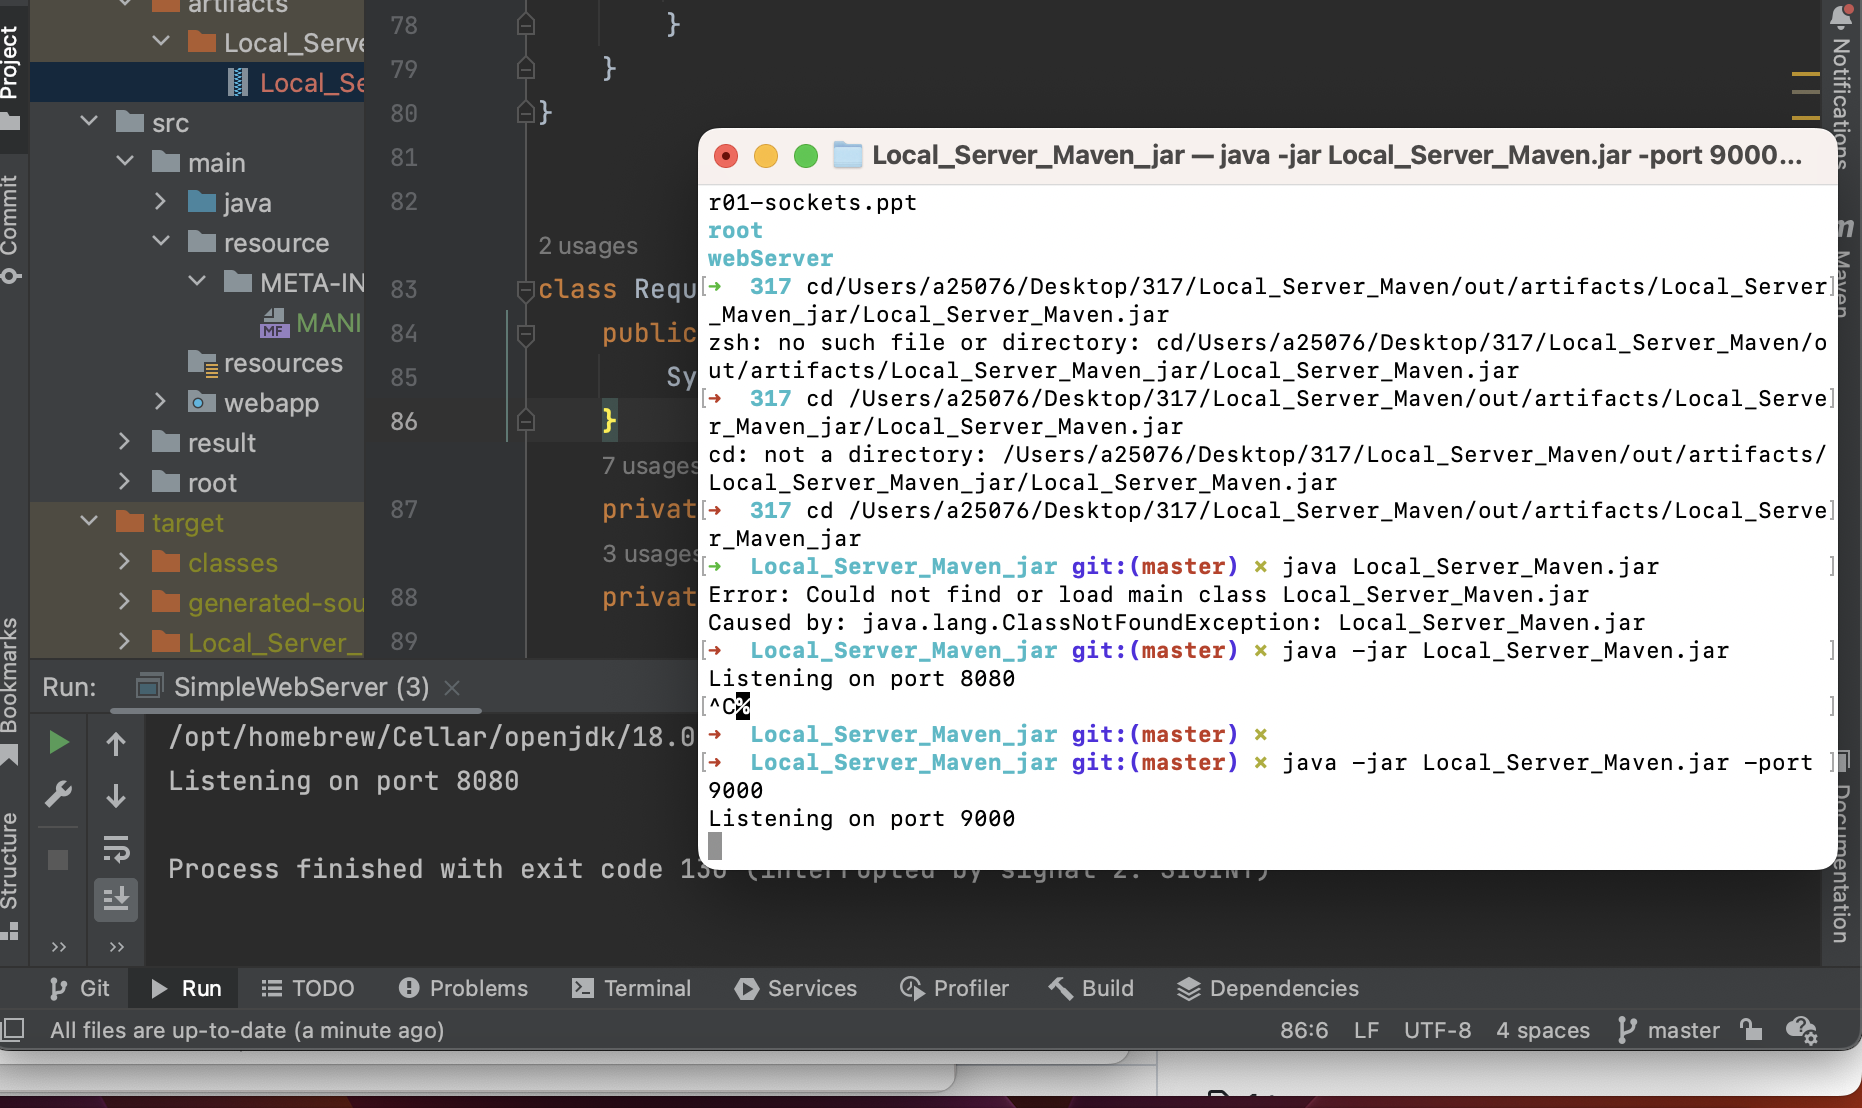 artifacts
Local_Serve
Local_Se
src
main
java
resource
META-IN
MF
MANI
resources
webapp
result
root
target
classes
generated-sou
Local_Server_
Project
Commit
Bookmarks
Structure
78 }
79 }
80 }
81
82
2 usages
83 class Requ
84 public
85 Sy
86 }
7 usages
87 privat
3 usages
88 privat
89
Notifications
Maven
Documentation
Local_Server_Maven_jar — java -jar Local_Server_Maven.jar -port 9000...
r01-sockets.ppt
root
webServer
[→ 317 cd/Users/a25076/Desktop/317/Local_Server_Maven/out/artifacts/Local_Server]
_Maven_jar/Local_Server_Maven.jar
zsh: no such file or directory: cd/Users/a25076/Desktop/317/Local_Server_Maven/o
ut/artifacts/Local_Server_Maven_jar/Local_Server_Maven.jar
[→ 317 cd /Users/a25076/Desktop/317/Local_Server_Maven/out/artifacts/Local_Serve]
r_Maven_jar/Local_Server_Maven.jar
cd: not a directory: /Users/a25076/Desktop/317/Local_Server_Maven/out/artifacts/
Local_Server_Maven_jar/Local_Server_Maven.jar
[→ 317 cd /Users/a25076/Desktop/317/Local_Server_Maven/out/artifacts/Local_Serve]
r_Maven_jar
[→ Local_Server_Maven_jar git:(master) × java Local_Server_Maven.jar ]
Error: Could not find or load main class Local_Server_Maven.jar
Caused by: java.lang.ClassNotFoundException: Local_Server_Maven.jar
[→ Local_Server_Maven_jar git:(master) × java -jar Local_Server_Maven.jar ]
Listening on port 8080
[^C% ]
→ Local_Server_Maven_jar git:(master) ×
[→ Local_Server_Maven_jar git:(master) × java -jar Local_Server_Maven.jar -port ]
9000
Listening on port 9000
Run: SimpleWebServer (3) ×
/opt/homebrew/Cellar/openjdk/18.0
Listening on port 8080
Process finished with exit code 130 (interrupted by signal 2: SIGINT)
Git Run TODO Problems Terminal Services Profiler Build Dependencies
All files are up-to-date (a minute ago) 86:6 LF UTF-8 4 spaces master